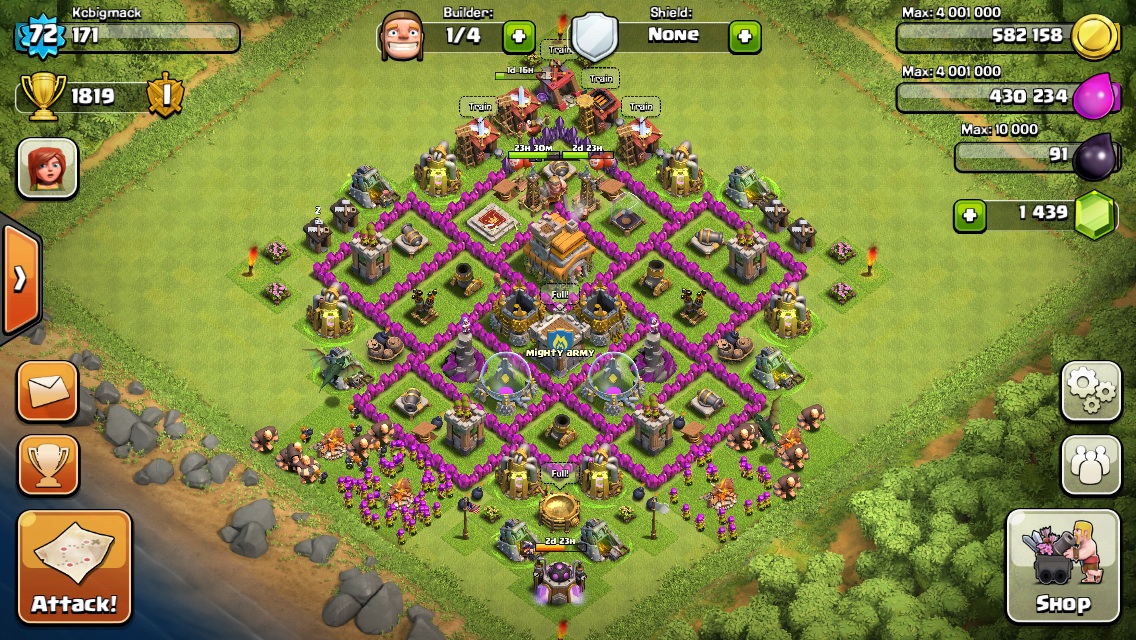 Kcbigmack
72
171
Builder:
1/4
Shield:
None
Max: 4 001 000
582 158
1819
Max: 4 001 000
430 234
Max: 10 000
91
1 439
Train
1d 16H
Train
Train
Train
23H 30M
2d 23H
2
Full!
Mighty army
Full!
2d 23H
Attack!
Shop